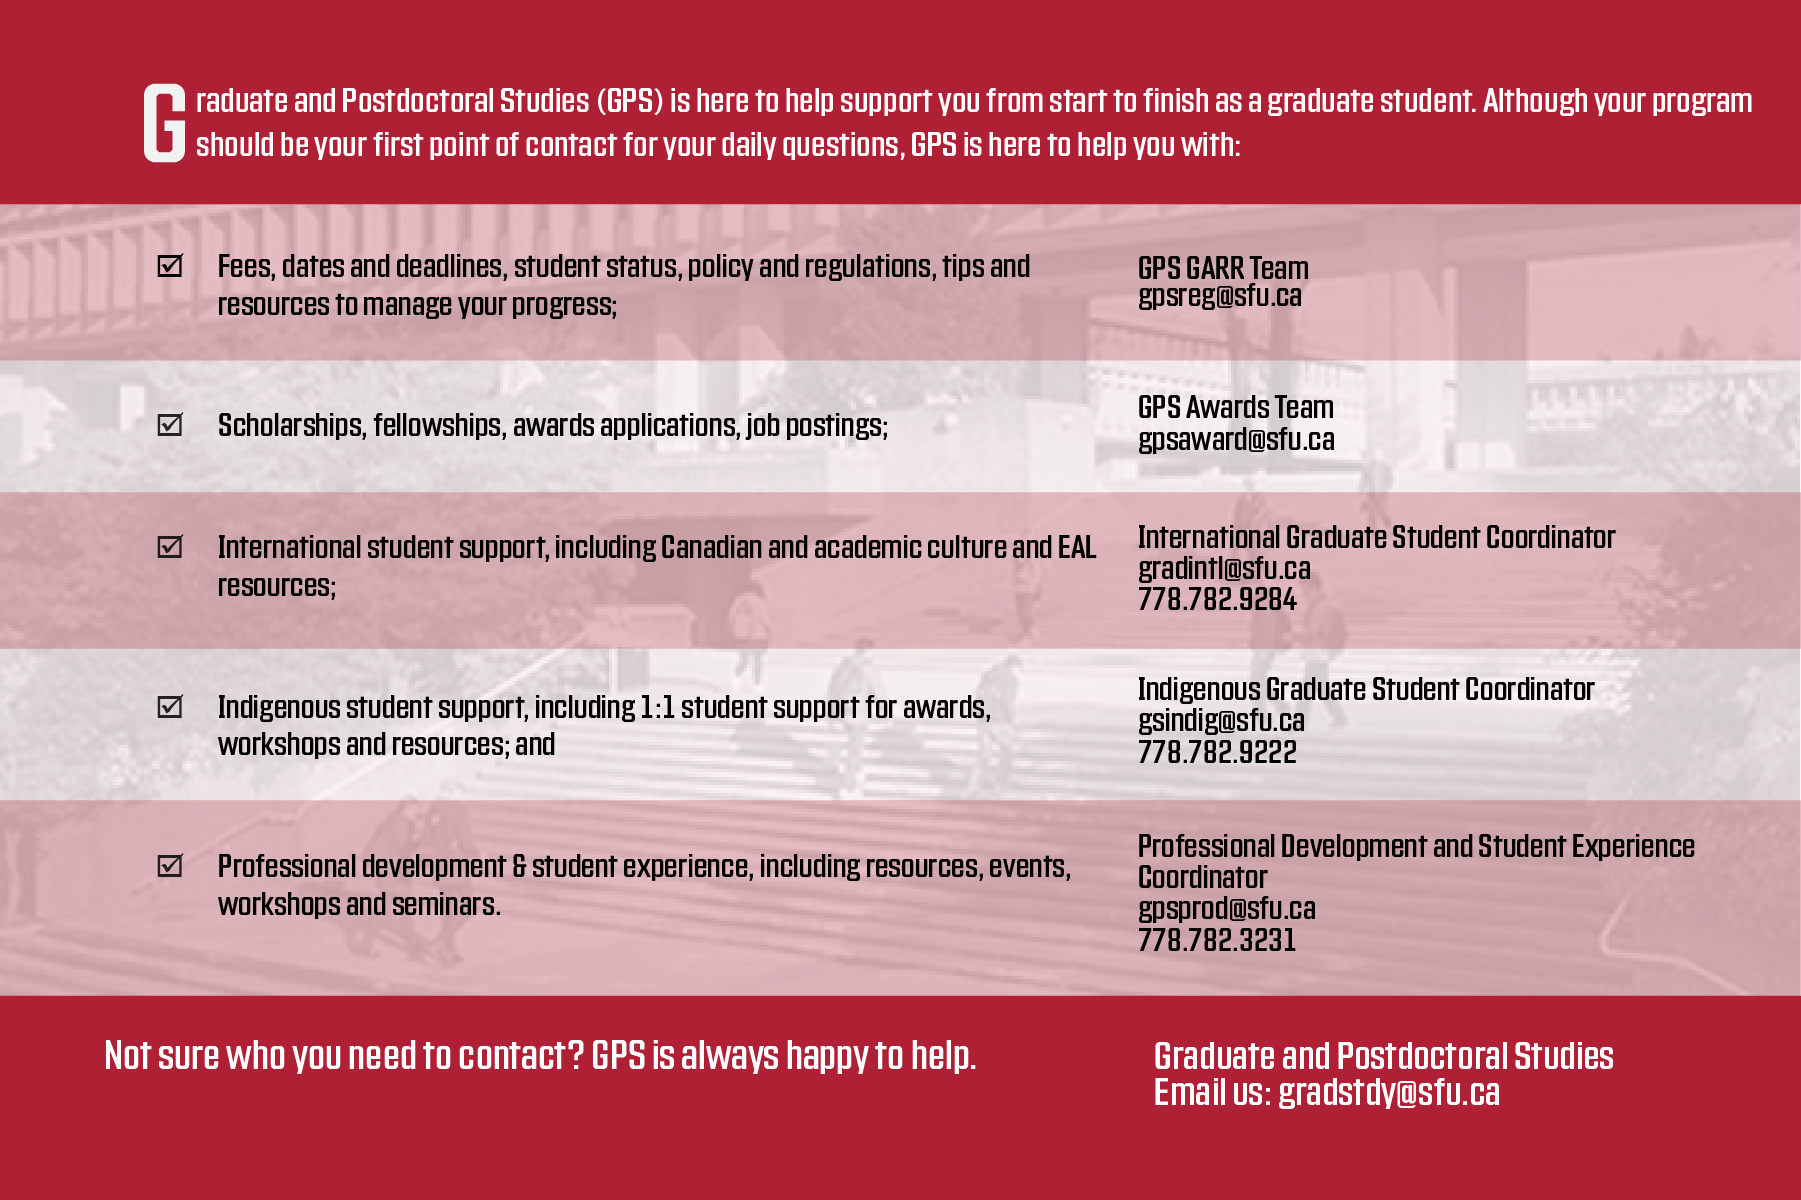 Graduate and Postdoctoral Studies (GPS) is here to help support you from start to finish as a graduate student. Although your program
should be your first point of contact for your daily questions, GPS is here to help you with:
☑ Fees, dates and deadlines, student status, policy and regulations, tips and
resources to manage your progress;
GPS GARR Team
gpsreg@sfu.ca
☑ Scholarships, fellowships, awards applications, job postings;
GPS Awards Team
gpsaward@sfu.ca
☑ International student support, including Canadian and academic culture and EAL
resources;
International Graduate Student Coordinator
gradintl@sfu.ca
778.782.9284
☑ Indigenous student support, including 1:1 student support for awards,
workshops and resources; and
Indigenous Graduate Student Coordinator
gsindig@sfu.ca
778.782.9222
☑ Professional development & student experience, including resources, events,
workshops and seminars.
Professional Development and Student Experience
Coordinator
gpsprod@sfu.ca
778.782.3231
Not sure who you need to contact? GPS is always happy to help.
Graduate and Postdoctoral Studies
Email us: gradstdy@sfu.ca